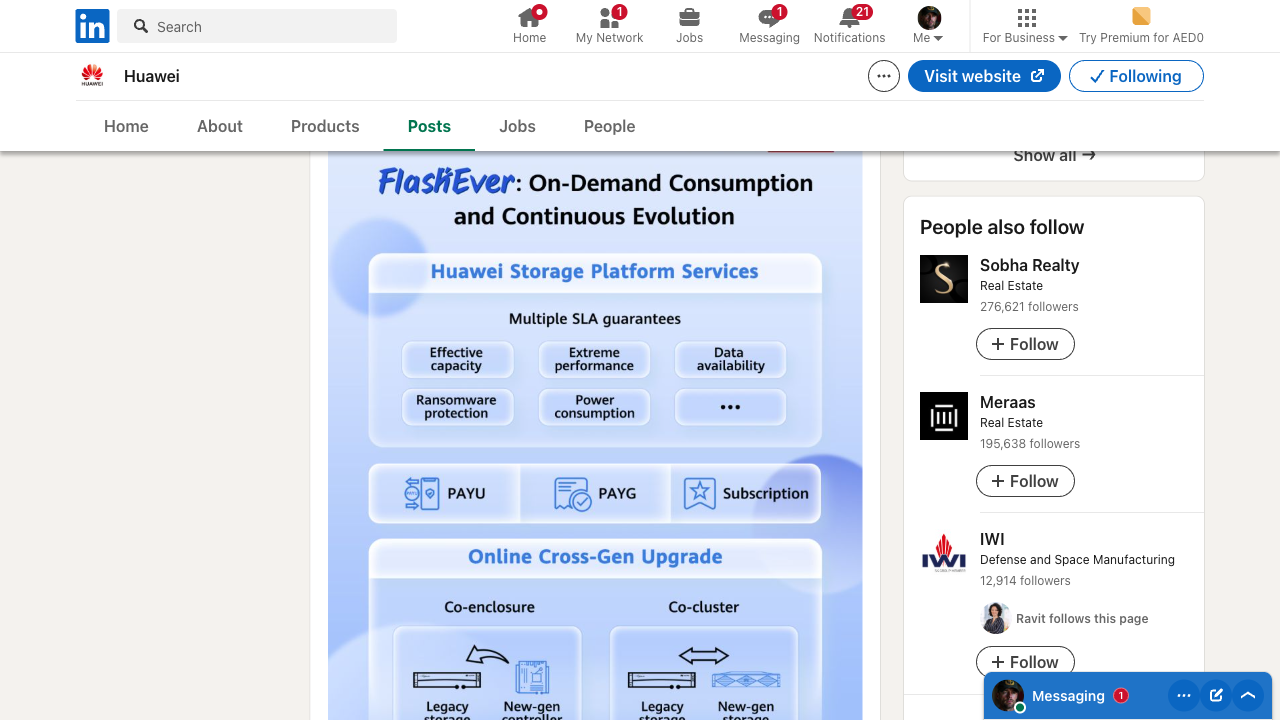 Search
Home
My Network
1
Jobs
Messaging
1
Notifications
21
Me
For Business
Try Premium for AED0
HUAWEI
Huawei
Visit website
Following
Home
About
Products
Posts
Jobs
People
FlashEver: On-Demand Consumption
and Continuous Evolution
Huawei Storage Platform Services
Multiple SLA guarantees
Effective
capacity
Extreme
performance
Data
availability
Ransomware
protection
Power
consumption
...
PAYU
PAYG
Subscription
Online Cross-Gen Upgrade
Co-enclosure
Co-cluster
Legacy
storage
New-gen
controller
Legacy
storage
New-gen
storage
Show all
People also follow
Sobha Realty
Real Estate
276,621 followers
Follow
Meraas
Real Estate
195,638 followers
Follow
IWI
IWI
Defense and Space Manufacturing
12,914 followers
Ravit follows this page
Follow
Messaging
1